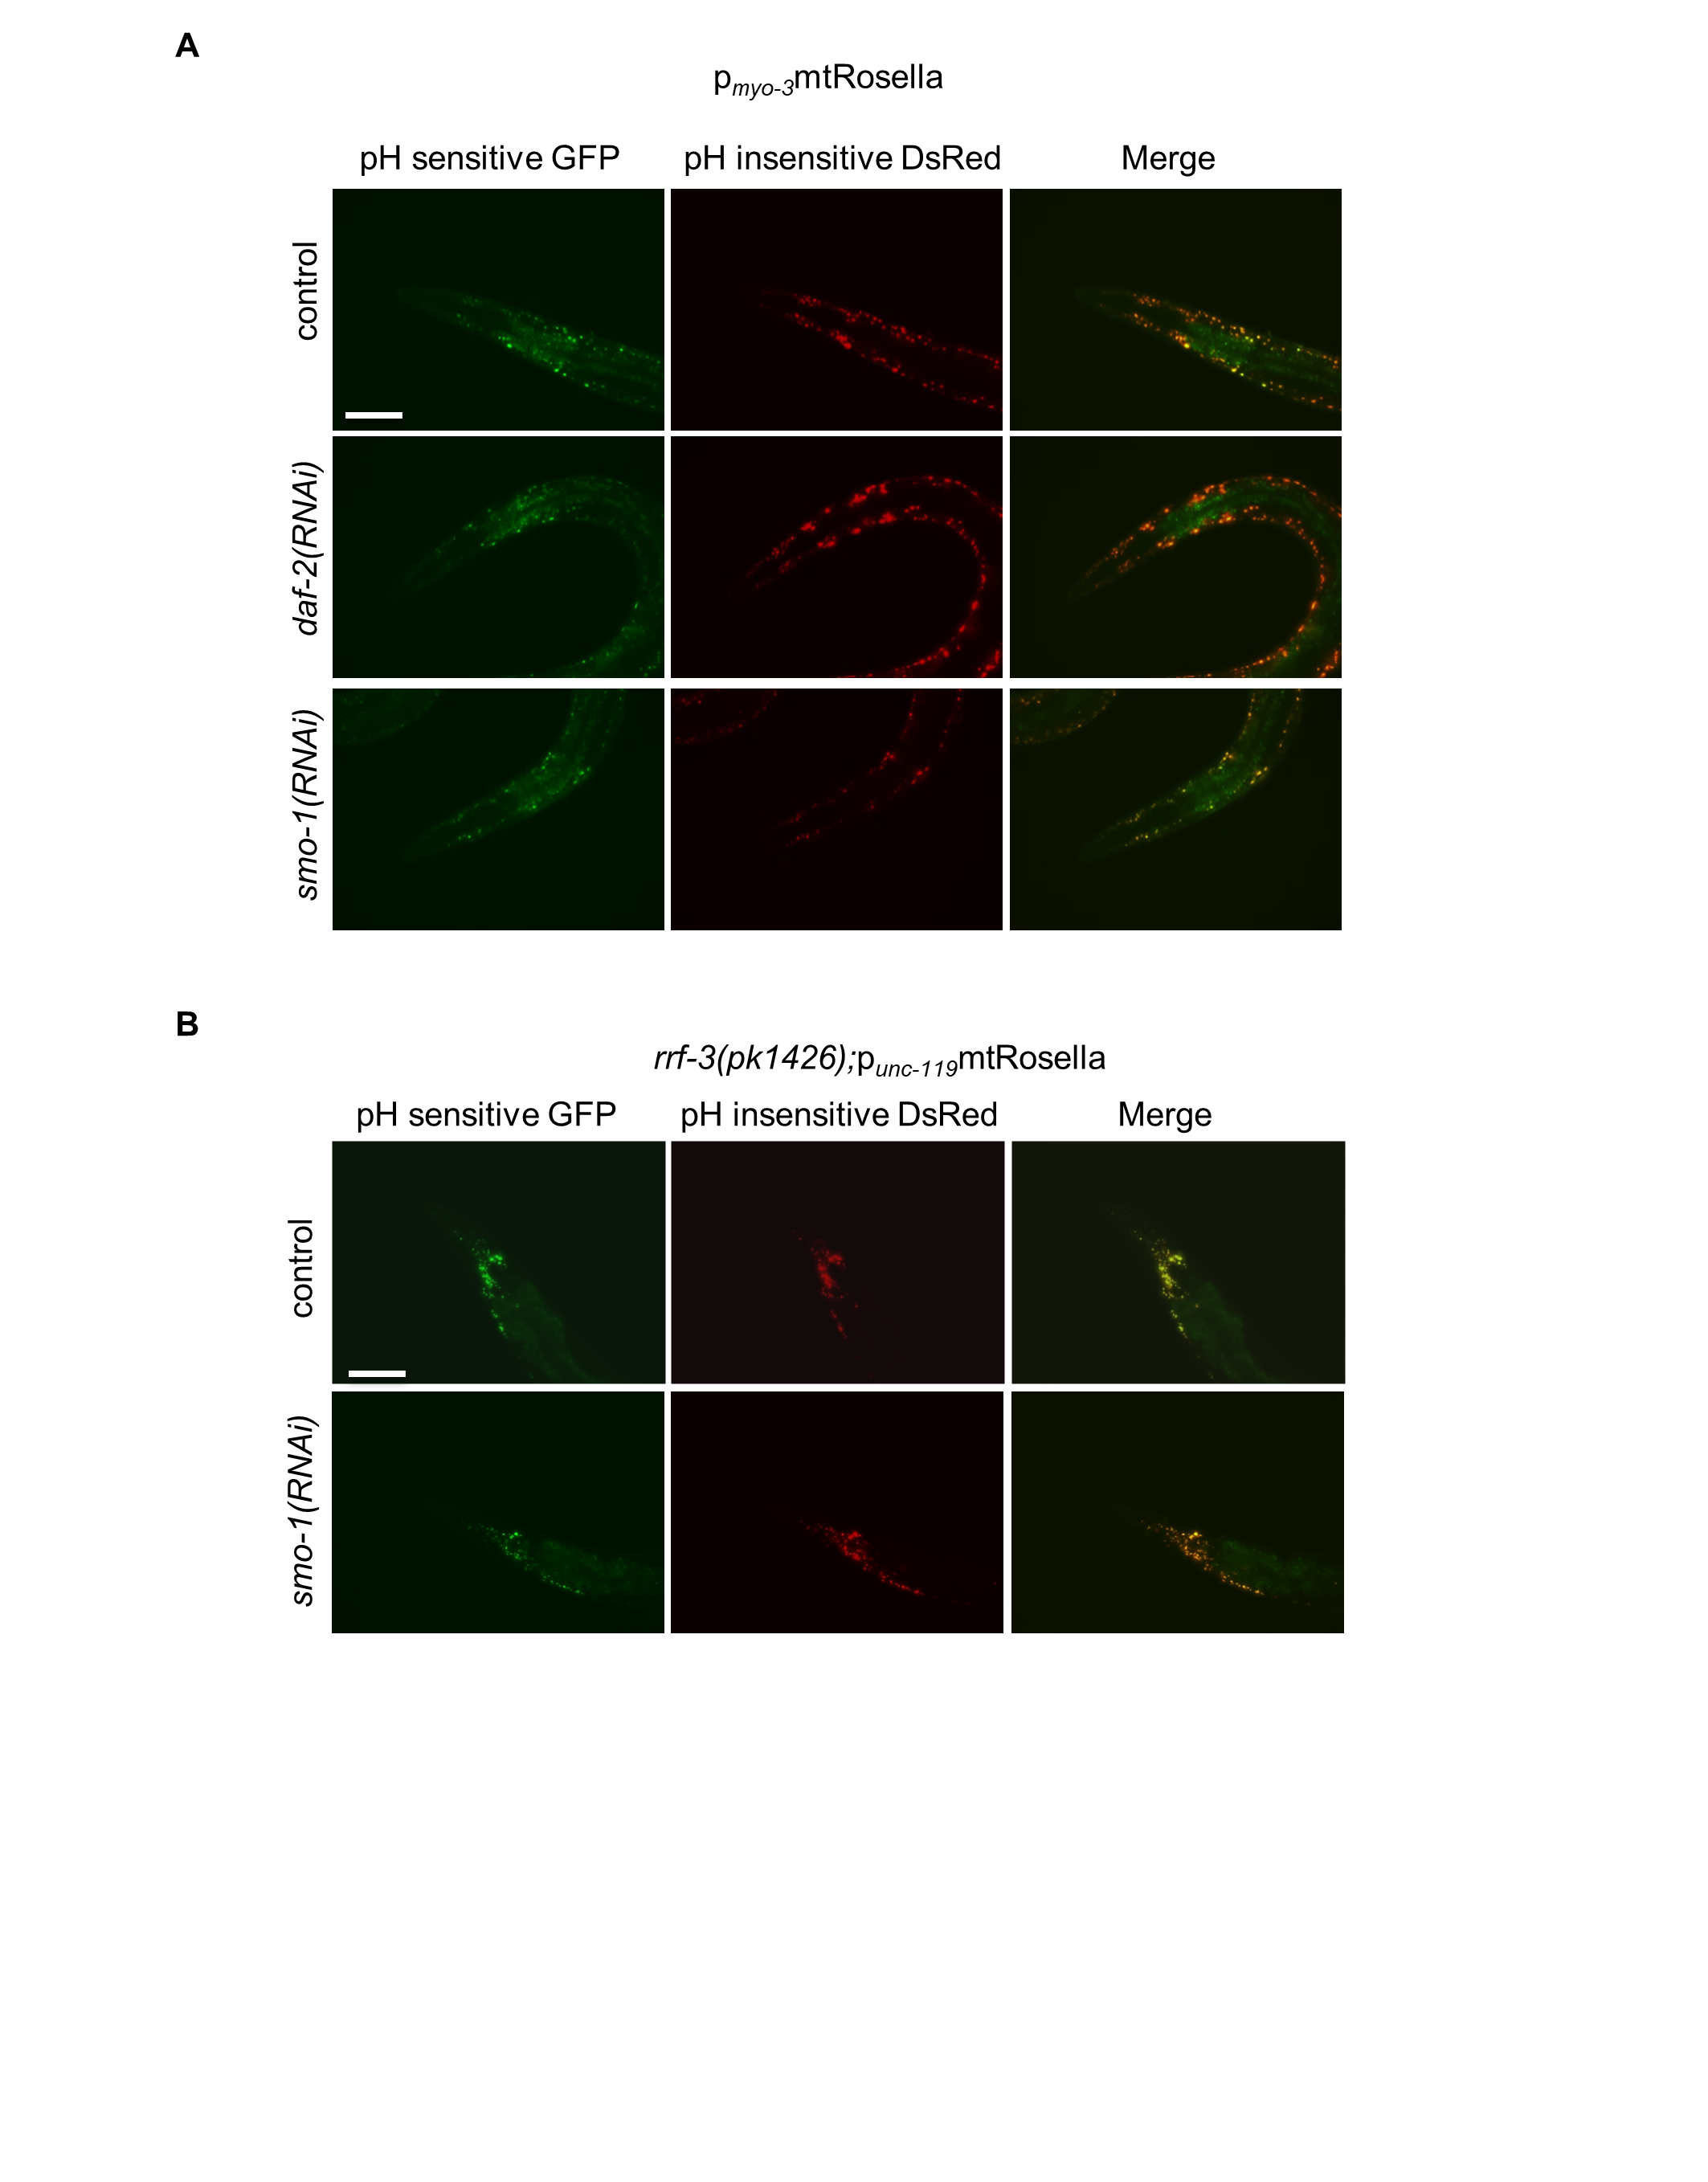 A
pmyo-3mtRosella
pH sensitive GFP
pH insensitive DsRed
Merge
control
daf-2(RNAi)
smo-1(RNAi)
B
rrf-3(pk1426);punc-119mtRosella
pH sensitive GFP
pH insensitive DsRed
Merge
control
smo-1(RNAi)